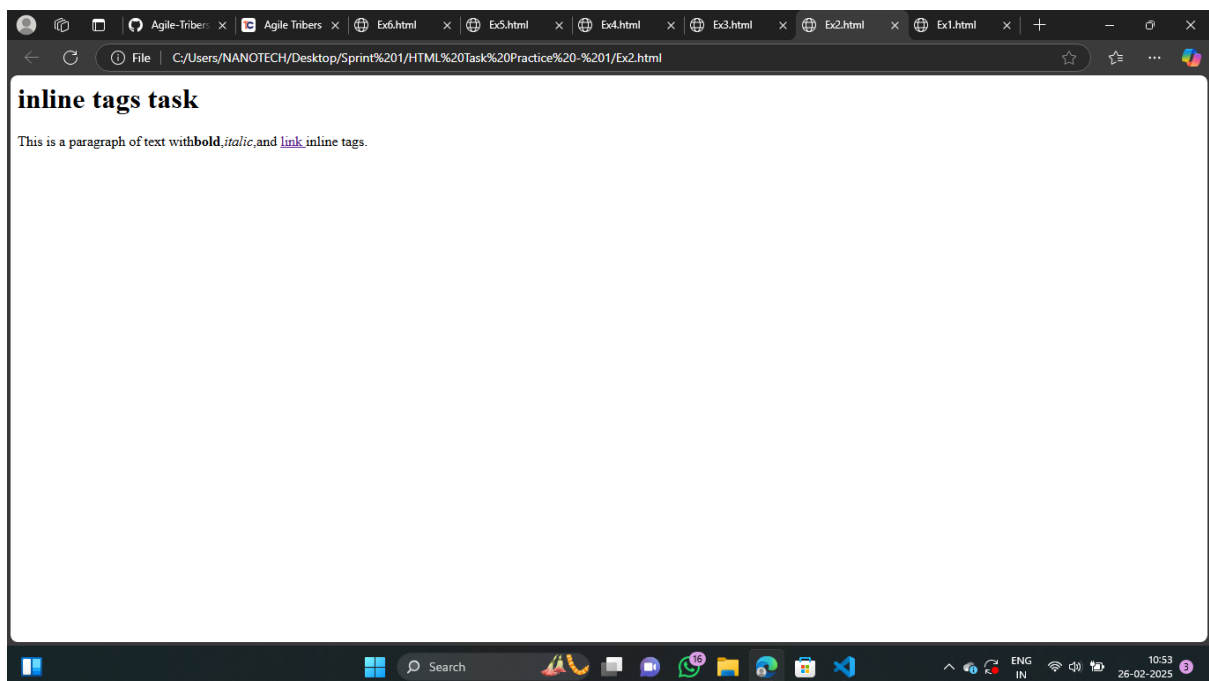 Agile-Tribers Agile Tribers Ex6.html Ex5.html Ex4.html Ex3.html Ex2.html Ex1.html
File C:/Users/NANOTECH/Desktop/Sprint%201/HTML%20Task%20Practice%20-%201/Ex2.html
inline tags task
This is a paragraph of text withbold,italic,and link inline tags.
Search 16 ENG 10:53 3
IN 26-02-2025